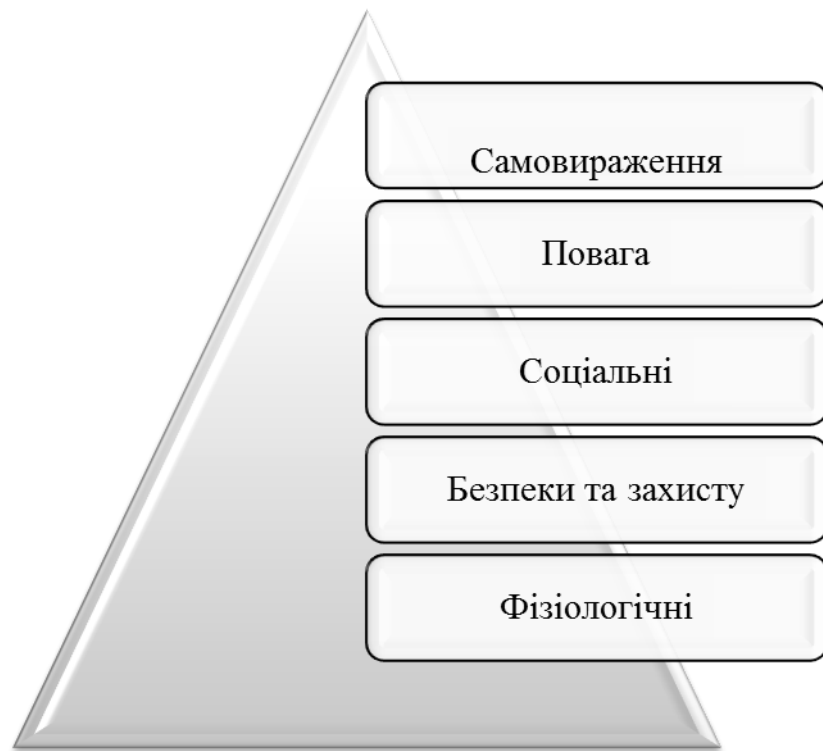 Самовираження
Повага
Соціальні
Безпеки та захисту
Фізіологічні